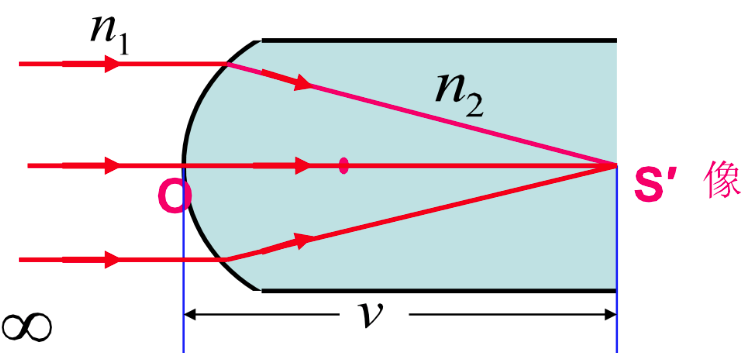 n₁
n₂
O
S′ 像
∞
v